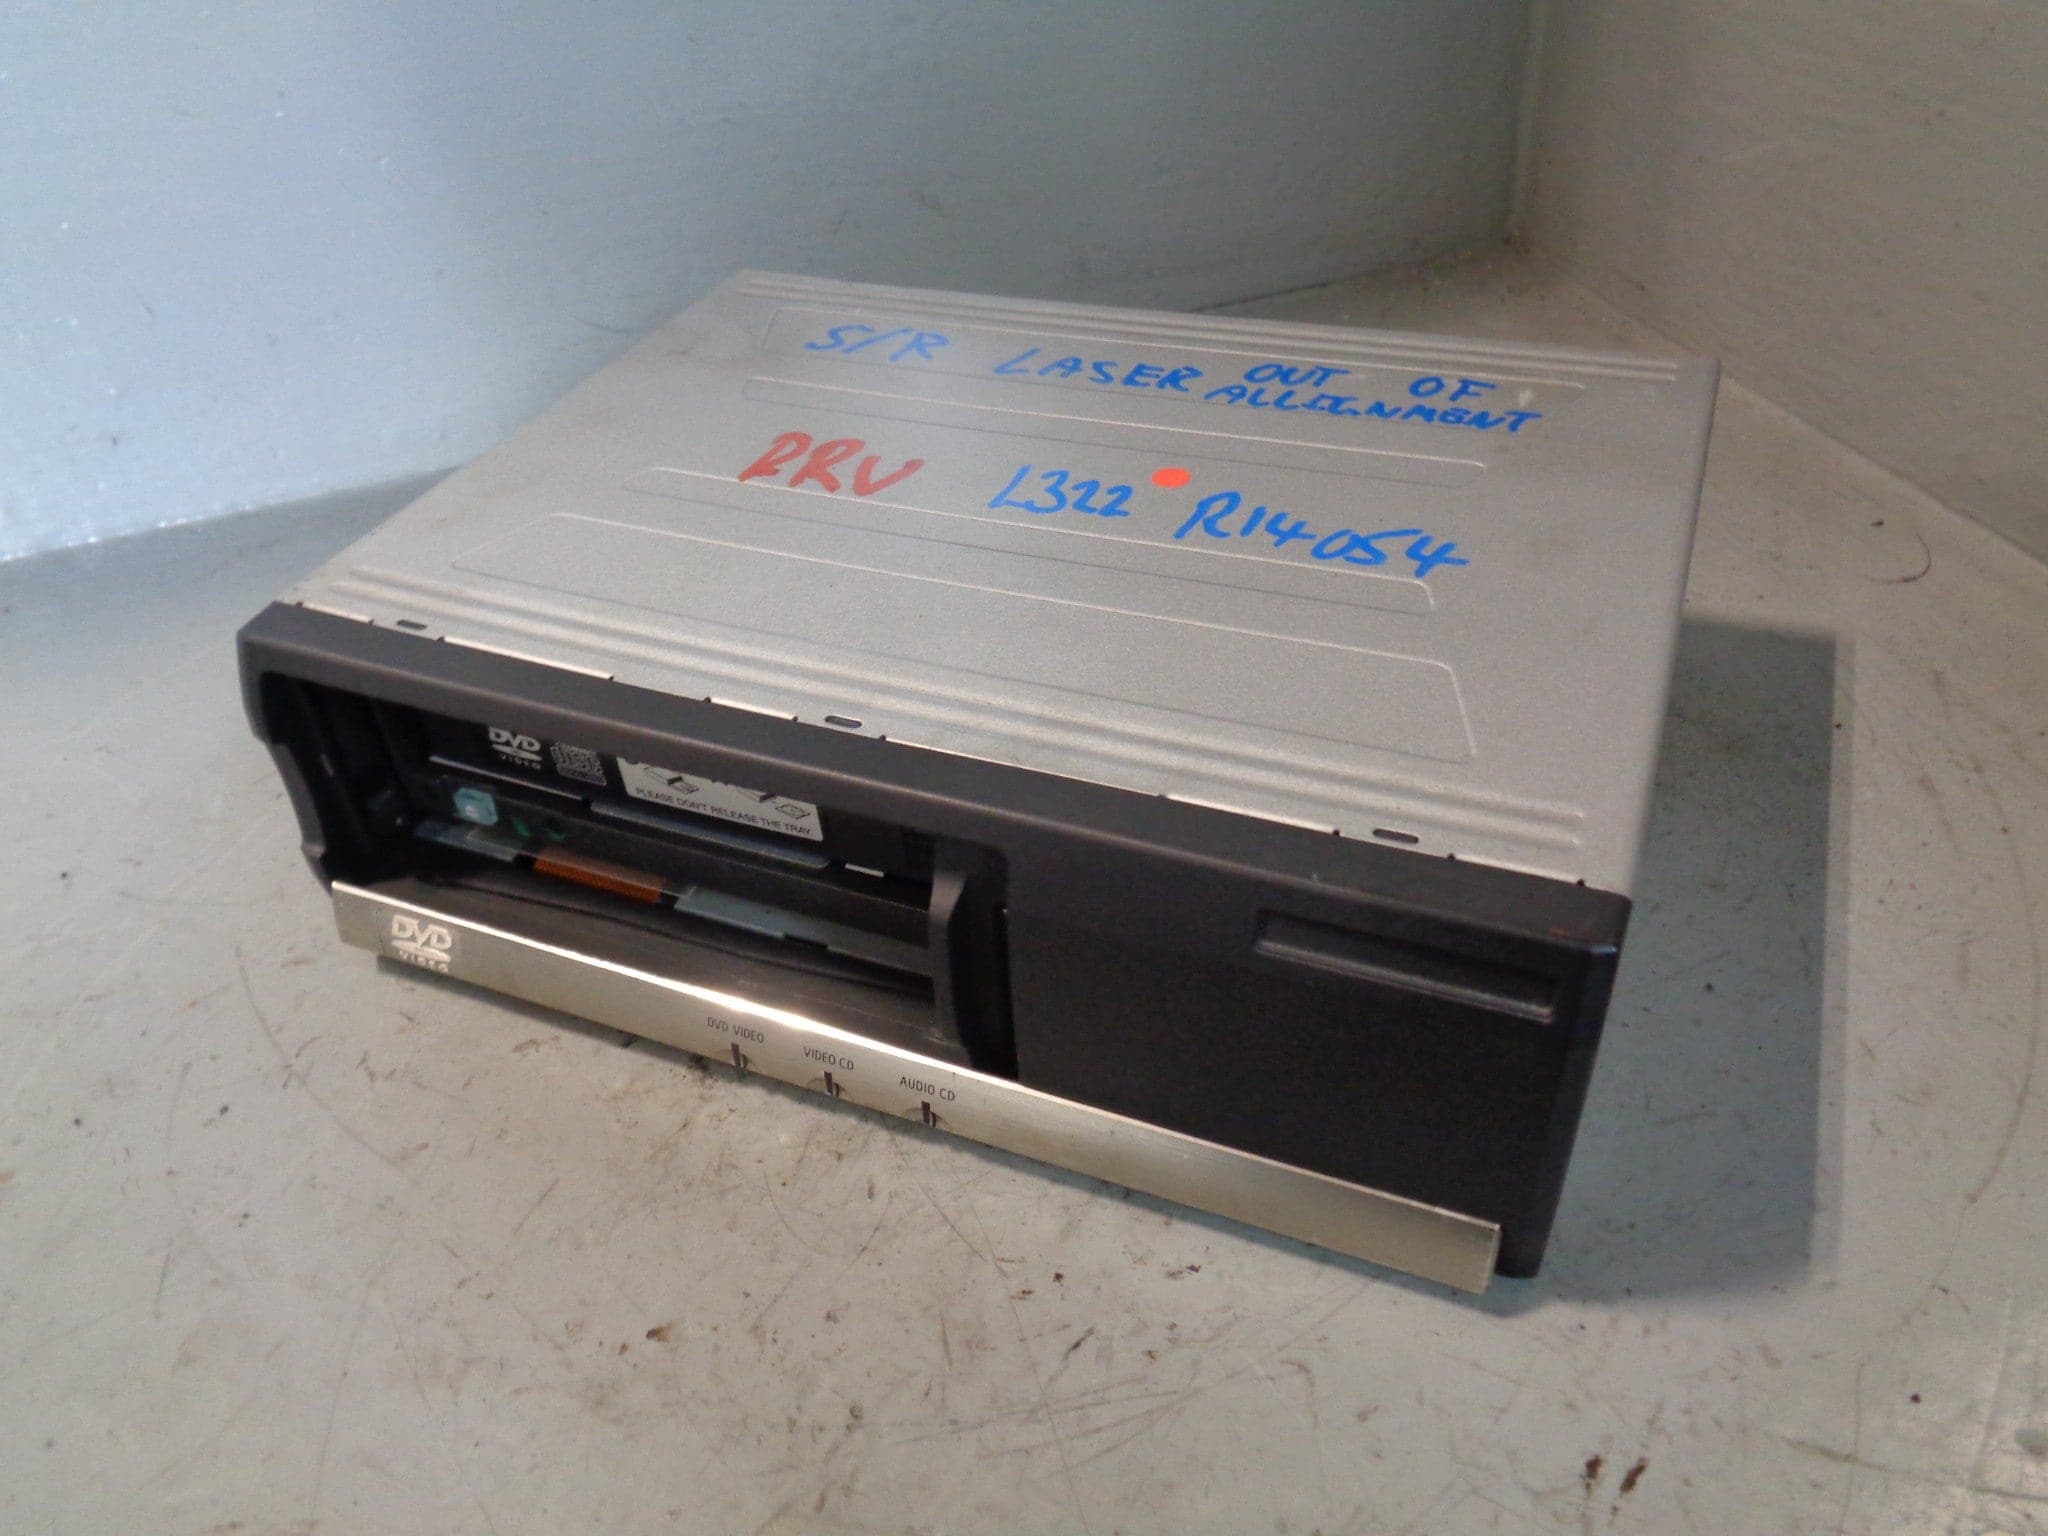 S/R LASER OUT OF
ALLIGNMENT
RRV L322 R14054
DVD
VIDEO
PLEASE DON'T RELEASE THE TRAY
DVD
VIDEO
DVD VIDEO
VIDEO CD
AUDIO CD